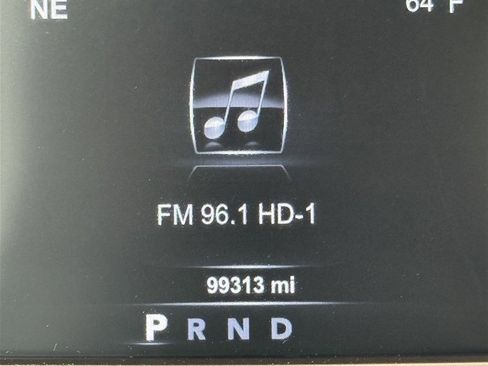 NE 64 F
FM 96.1 HD-1
99313 mi
P R N D